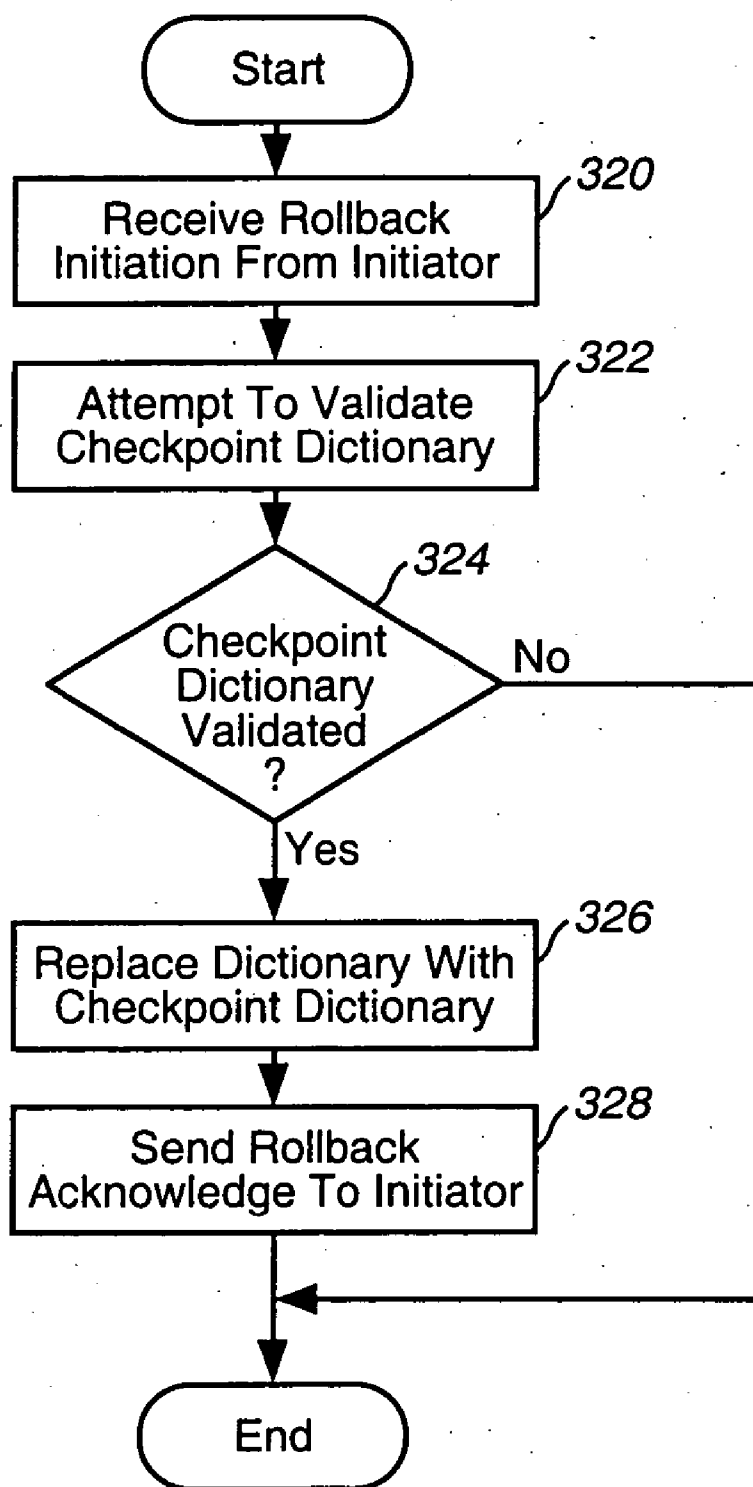 Start
320
Receive Rollback
Initiation From Initiator
322
Attempt To Validate
Checkpoint Dictionary
324
Checkpoint
Dictionary
Validated
?
No
Yes
326
Replace Dictionary With
Checkpoint Dictionary
328
Send Rollback
Acknowledge To Initiator
End